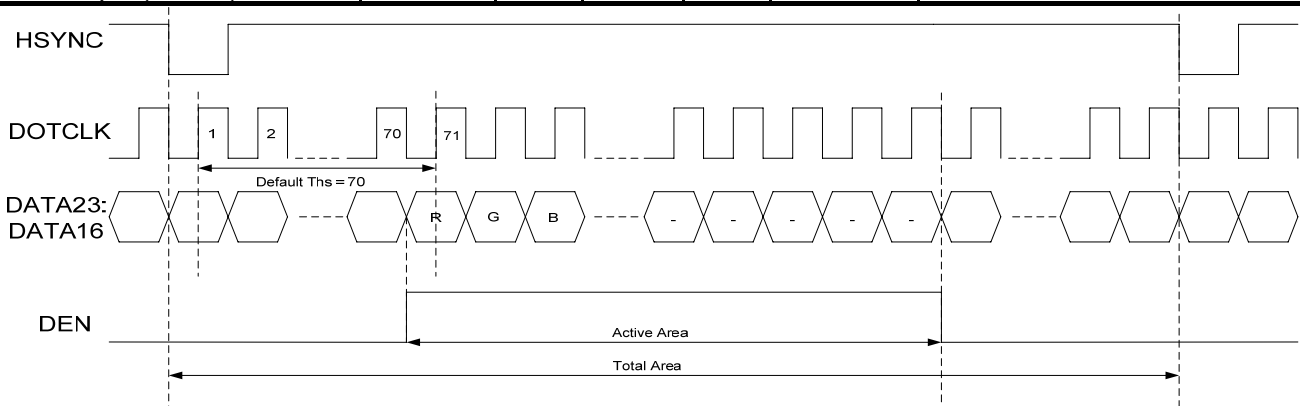 HSYNC
DOTCLK
1 2 70 71
Default Ths = 70
DATA23:
DATA16
R G B - - - - -
DEN
Active Area
Total Area